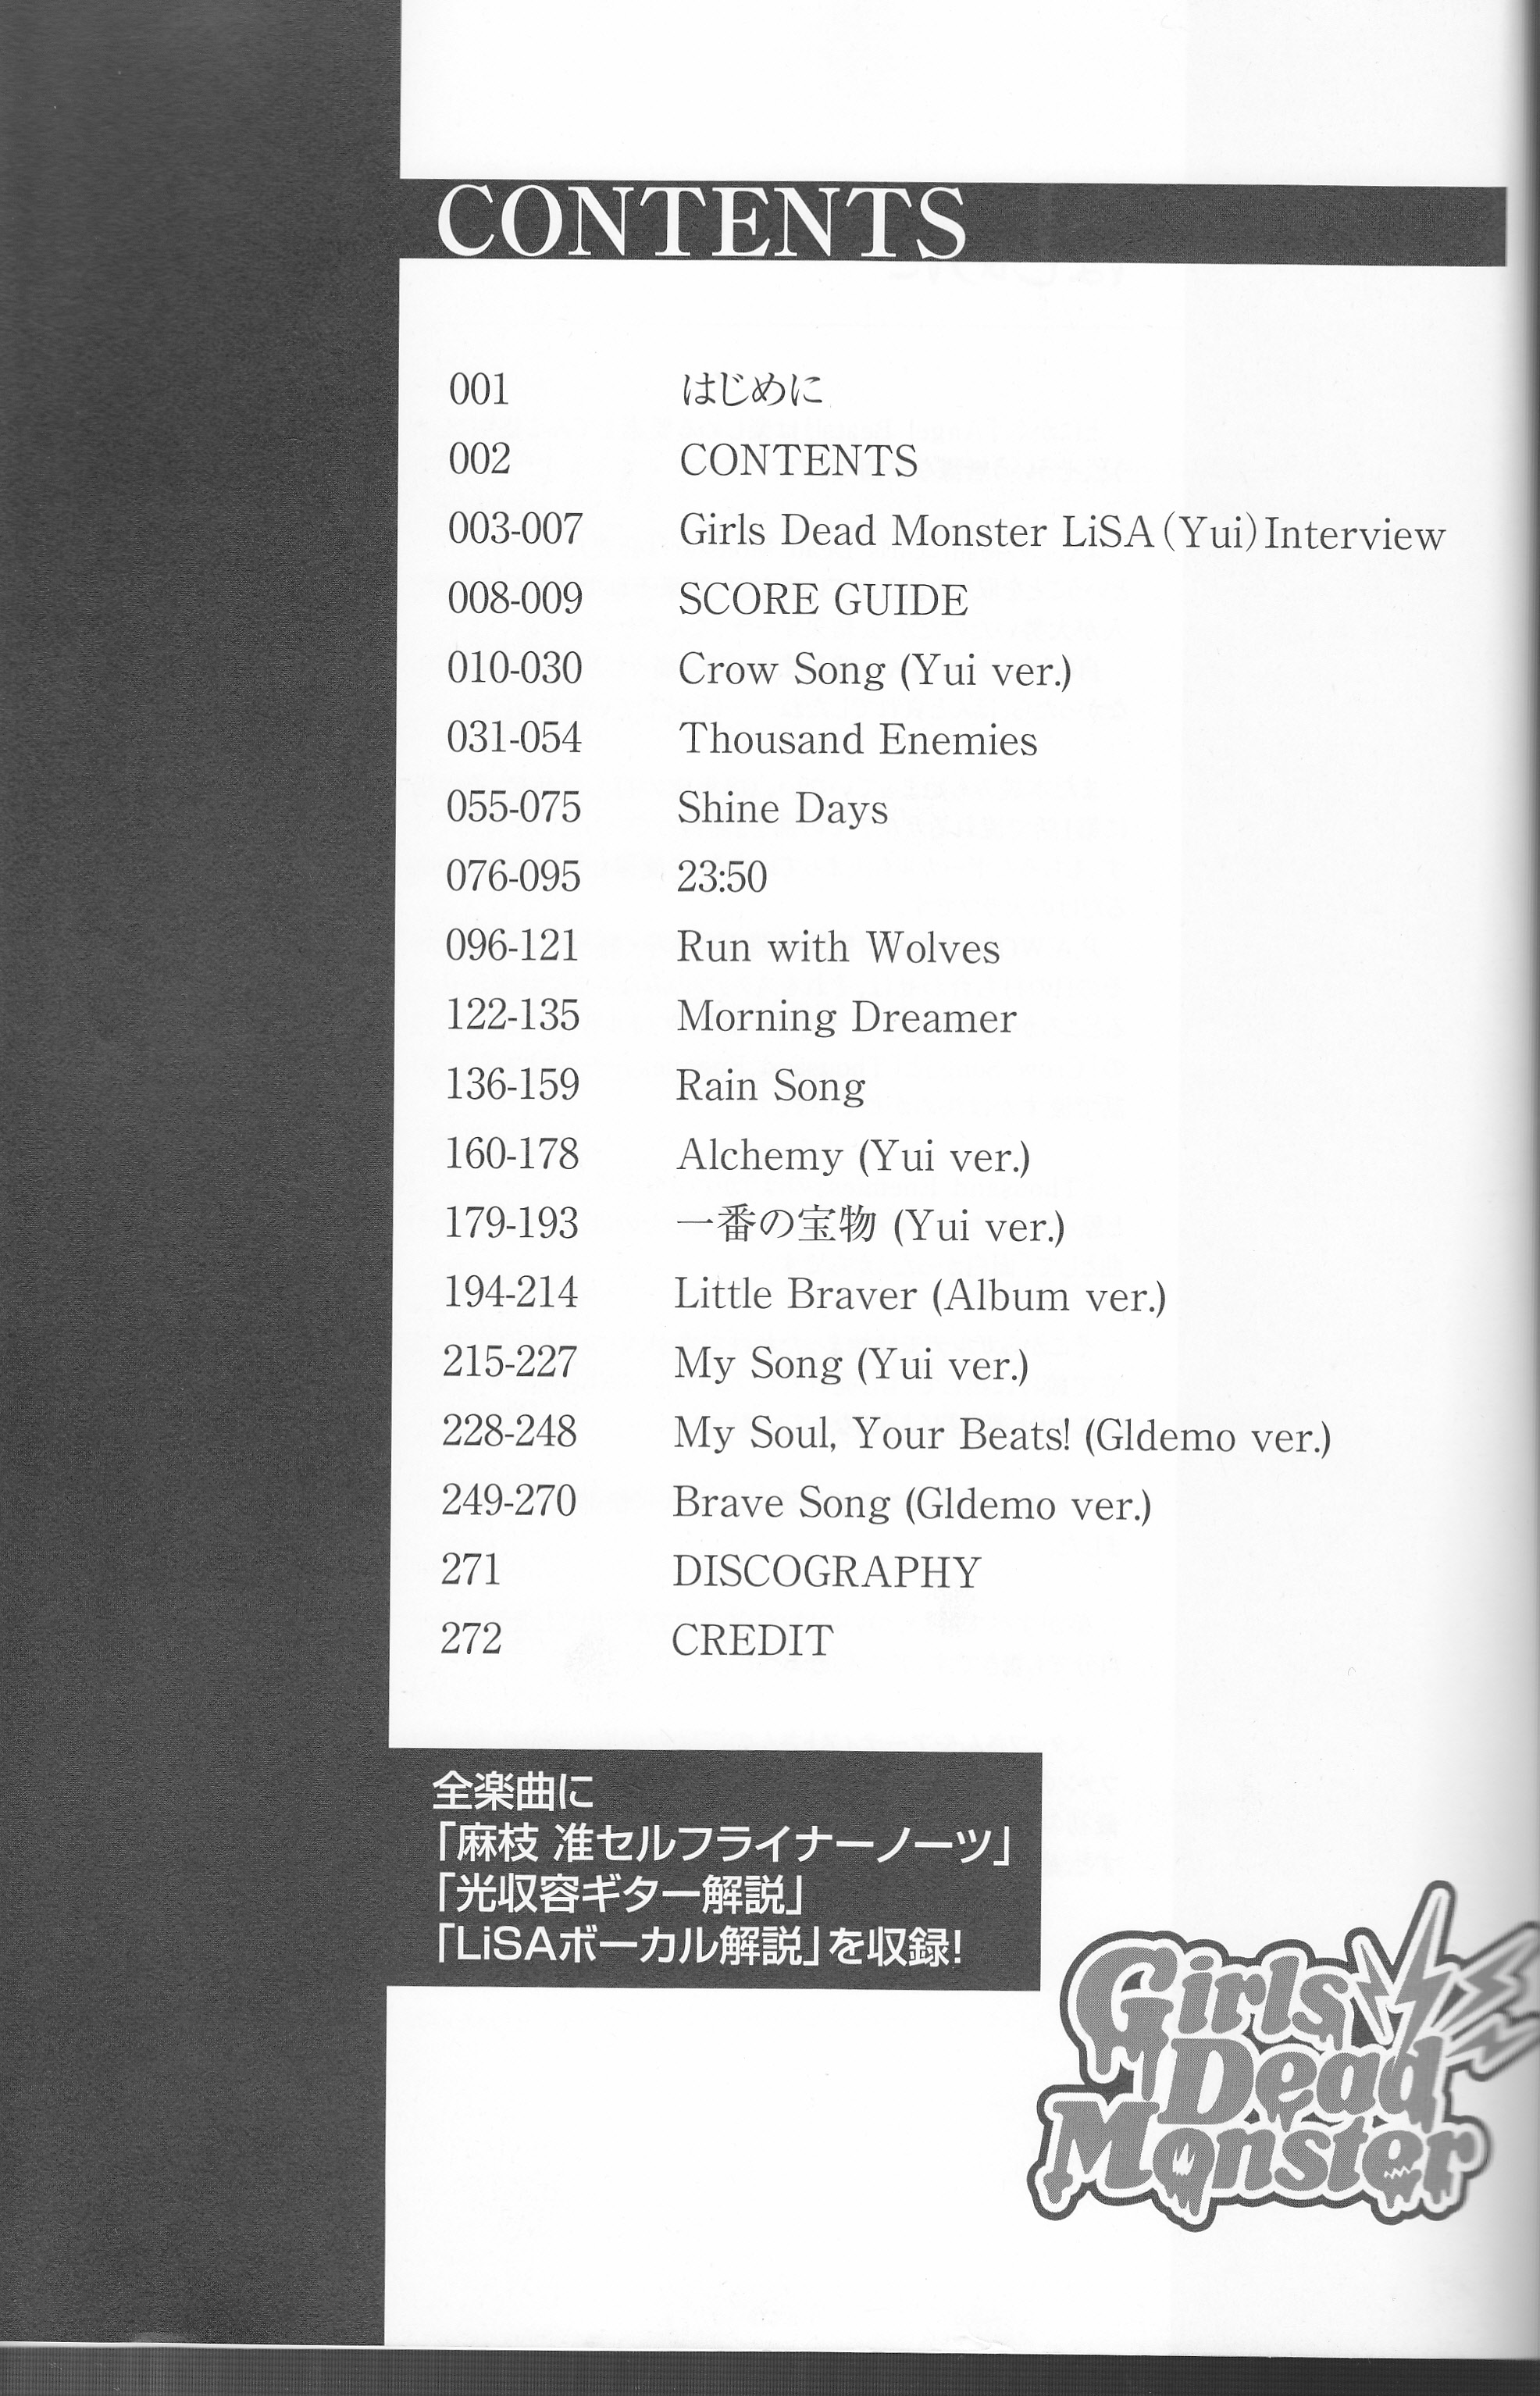 CONTENTS
001 はじめに
002 CONTENTS
003-007 Girls Dead Monster LiSA（Yui）Interview
008-009 SCORE GUIDE
010-030 Crow Song (Yui ver.)
031-054 Thousand Enemies
055-075 Shine Days
076-095 23:50
096-121 Run with Wolves
122-135 Morning Dreamer
136-159 Rain Song
160-178 Alchemy (Yui ver.)
179-193 一番の宝物 (Yui ver.)
194-214 Little Braver (Album ver.)
215-227 My Song (Yui ver.)
228-248 My Soul, Your Beats! (Gldemo ver.)
249-270 Brave Song (Gldemo ver.)
271 DISCOGRAPHY
272 CREDIT
全楽曲に
「麻枝 准セルフライナーノーツ」
「光収容ギター解説」
「LiSAボーカル解説」を収録!
Girls
Dead
Monster